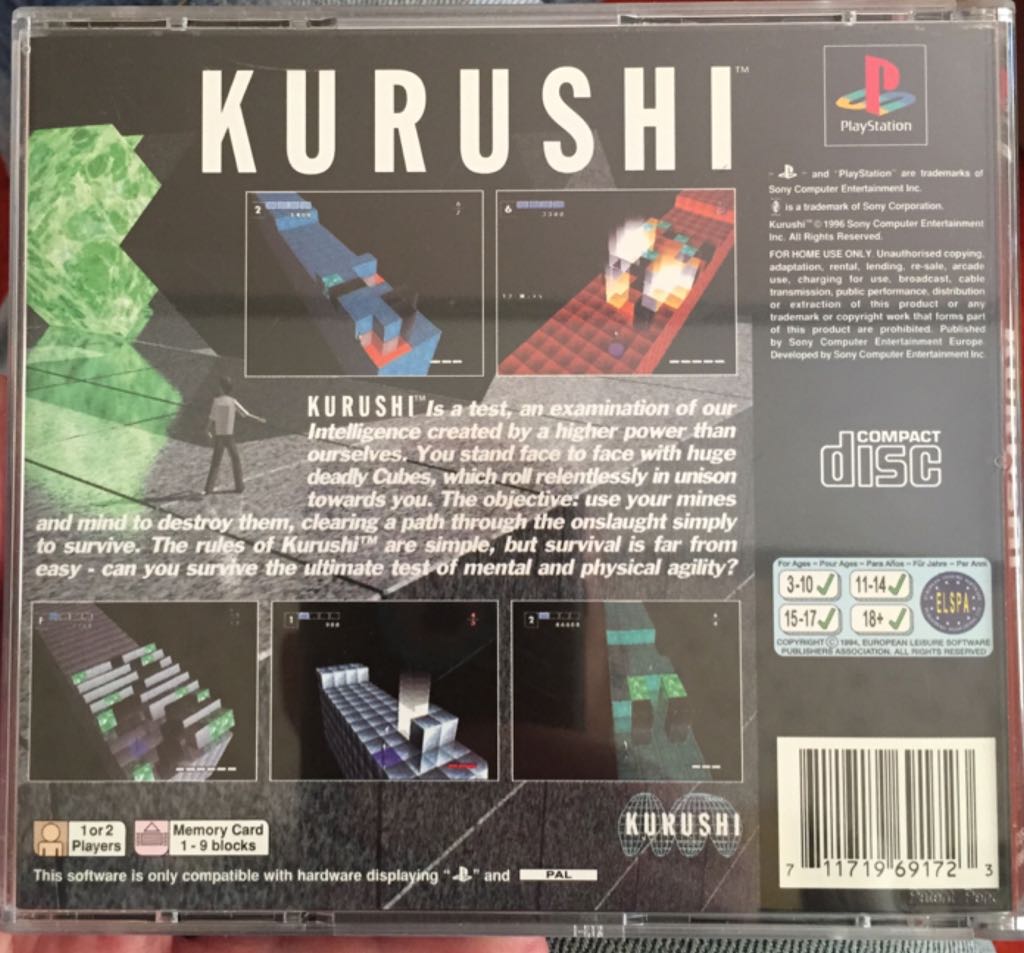 KURUSHI™
PlayStation
- and "PlayStation" are trademarks of
Sony Computer Entertainment Inc.
is a trademark of Sony Corporation.
Kurushi™ © 1996 Sony Computer Entertainment
Inc. All Rights Reserved.
FOR HOME USE ONLY. Unauthorised copying,
adaptation, rental, lending, re-sale, arcade
use, charging for use, broadcast, cable
transmission, public performance, distribution
or extraction of this product or any
trademark or copyright work that forms part
of this product are prohibited. Published
by Sony Computer Entertainment Europe.
Developed by Sony Computer Entertainment Inc.
2
6
3300
KURUSHI™ Is a test, an examination of our
Intelligence created by a higher power than
ourselves. You stand face to face with huge
deadly Cubes, which roll relentlessly in unison
towards you. The objective: use your mines
and mind to destroy them, clearing a path through the onslaught simply
to survive. The rules of Kurushi™ are simple, but survival is far from
easy - can you survive the ultimate test of mental and physical agility?
COMPACT
disc
For Ages – Pour Ages – Para Años – Für Jahre – Per Anni
3-10 ✓ 11-14 ✓
15-17 ✓ 18+ ✓
ELSPA
COPYRIGHT © 1994, EUROPEAN LEISURE SOFTWARE
PUBLISHERS ASSOCIATION. ALL RIGHTS RESERVED
1
900
2
KURUSHI
1 or 2
Players
Memory Card
1 - 9 blocks
This software is only compatible with hardware displaying " " and PAL
7 11719 69172 3